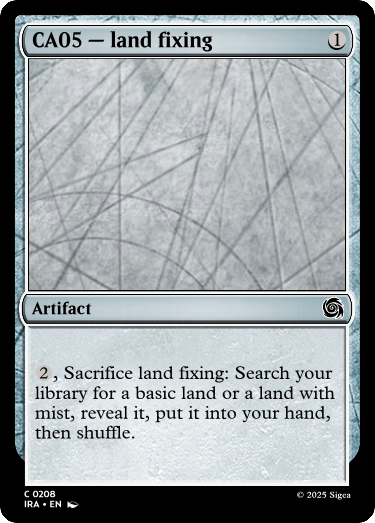 CA05 — land fixing 1
Artifact
2, Sacrifice land fixing: Search your
library for a basic land or a land with
mist, reveal it, put it into your hand,
then shuffle.
C 0208
IRA • EN
© 2025 Sigea